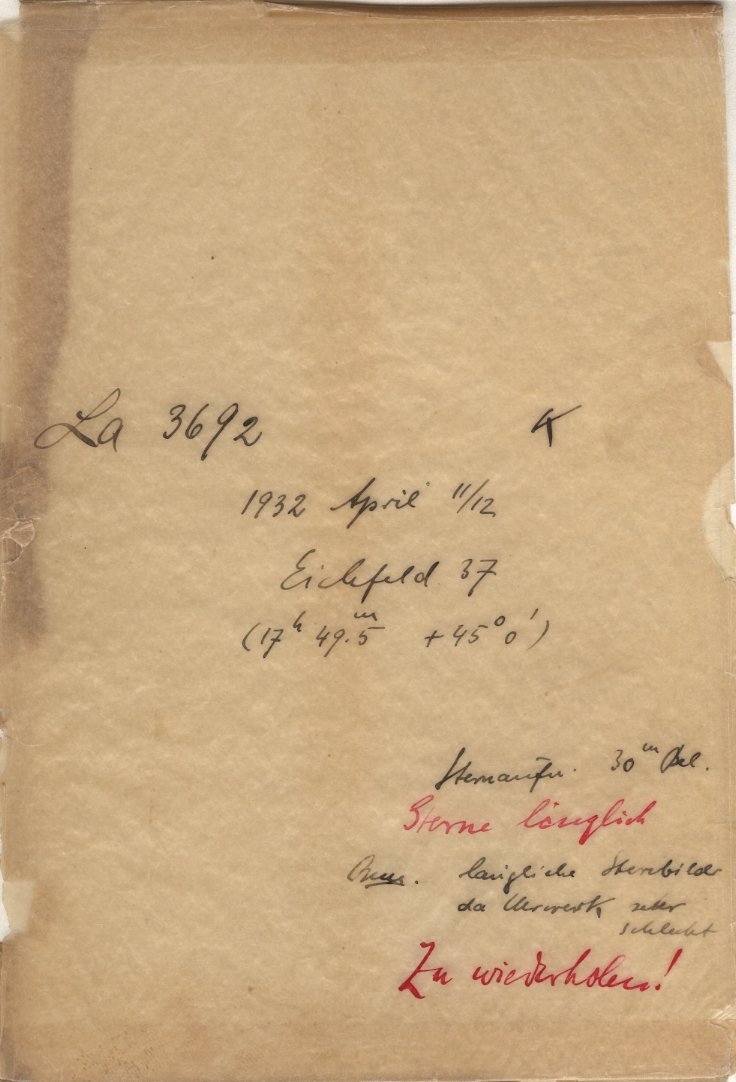 La 3692 K
1932 April 11/12
Eichfeld 37
(17ʰ 49.5ᵐ +45° 0')
Sternaufn. 30ᵐ Bel.
Sterne länglich
Bem. längliche Sternbilder
da Uhrwerk sehr
schlecht
Zu wiederholen!